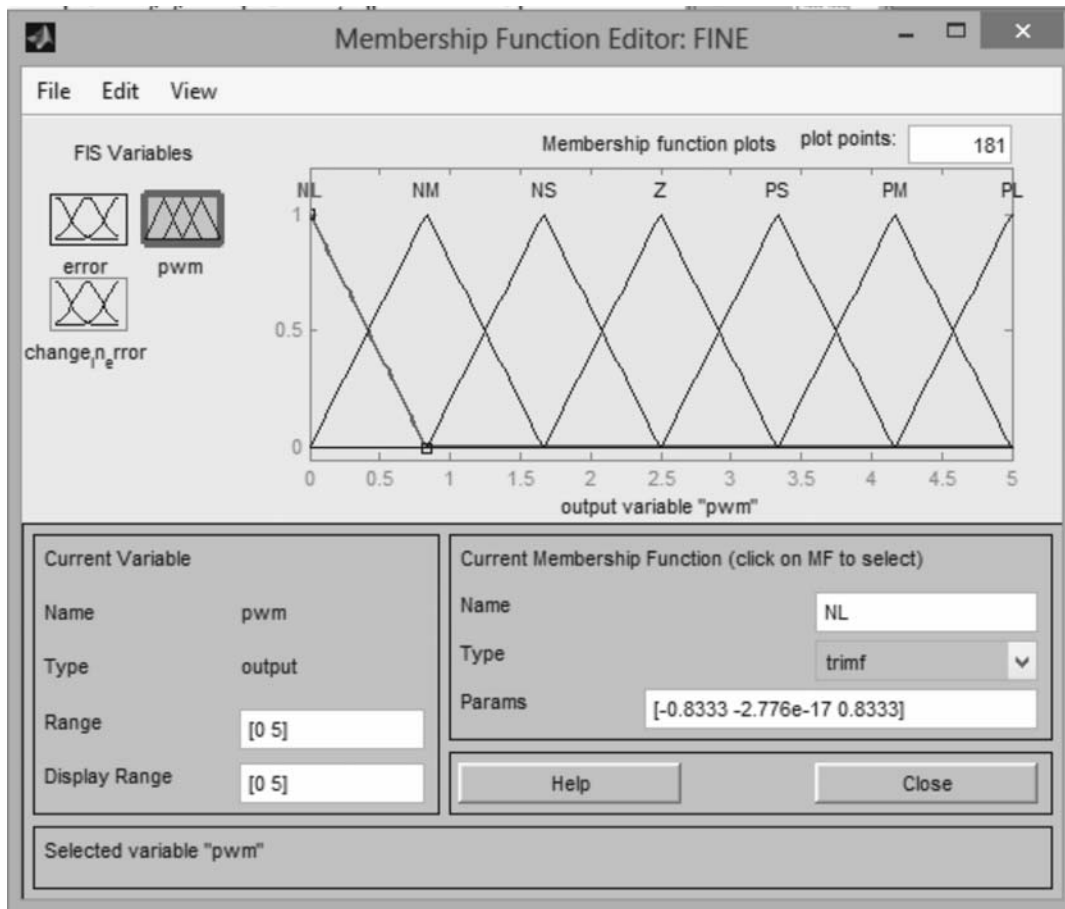 Membership Function Editor: FINE
File Edit View
FIS Variables
Membership function plots plot points: 181
NL NM NS Z PS PM PL
1
0.5
0
0 0.5 1 1.5 2 2.5 3 3.5 4 4.5 5
output variable "pwm"
error pwm
changeᵢnₑrror
Current Variable
Name pwm
Type output
Range [0 5]
Display Range [0 5]
Current Membership Function (click on MF to select)
Name NL
Type trimf
Params [-0.8333 -2.776e-17 0.8333]
Help Close
Selected variable "pwm"